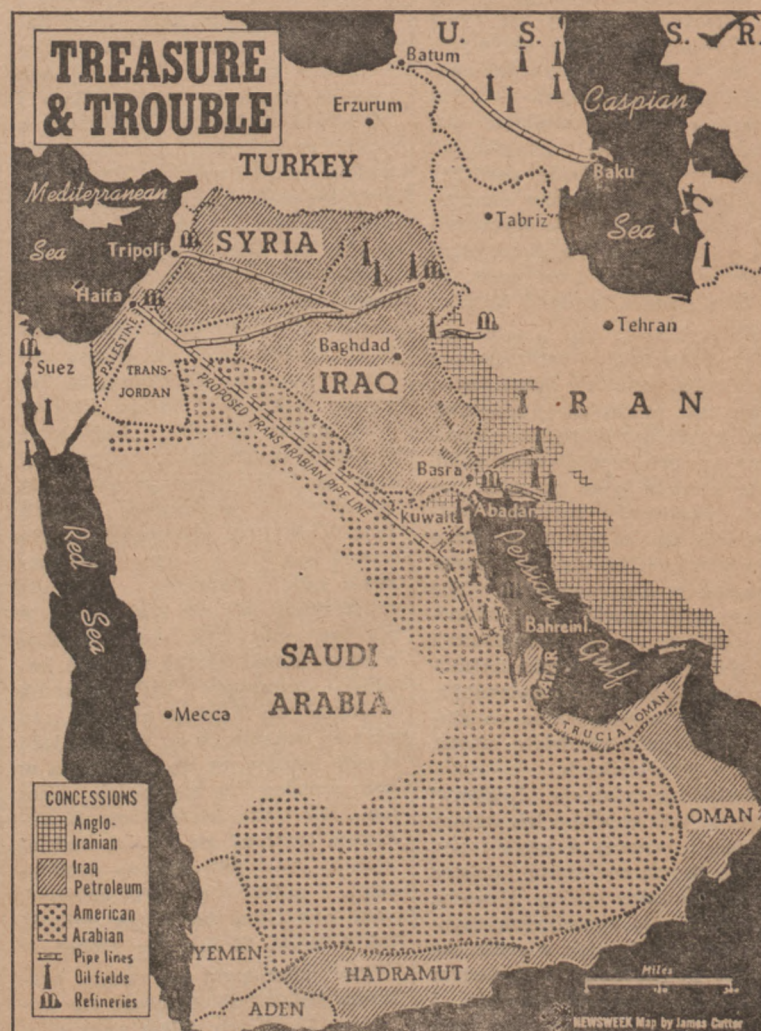 TREASURE
& TROUBLE
U. S. S. R.
Batum
Caspian
Sea
Erzurum
Baku
TURKEY
Mediterranean
Sea
Tabriz
Tripoli
SYRIA
Haifa
Tehran
PALESTINE
TRANS-
JORDAN
Suez
Baghdad
IRAQ
IRAN
PROPOSED TRANS ARABIAN PIPE LINE
Basra
Kuwait
Abadan
Persian
Gulf
Red
Sea
Bahrein
SAUDI
ARABIA
QATAR
Mecca
TRUCIAL OMAN
OMAN
CONCESSIONS
Anglo-
Iranian
Iraq
Petroleum
American
Arabian
Pipe lines
Oil fields
Refineries
YEMEN
HADRAMUT
ADEN
Miles
NEWSWEEK Map by James Cutter